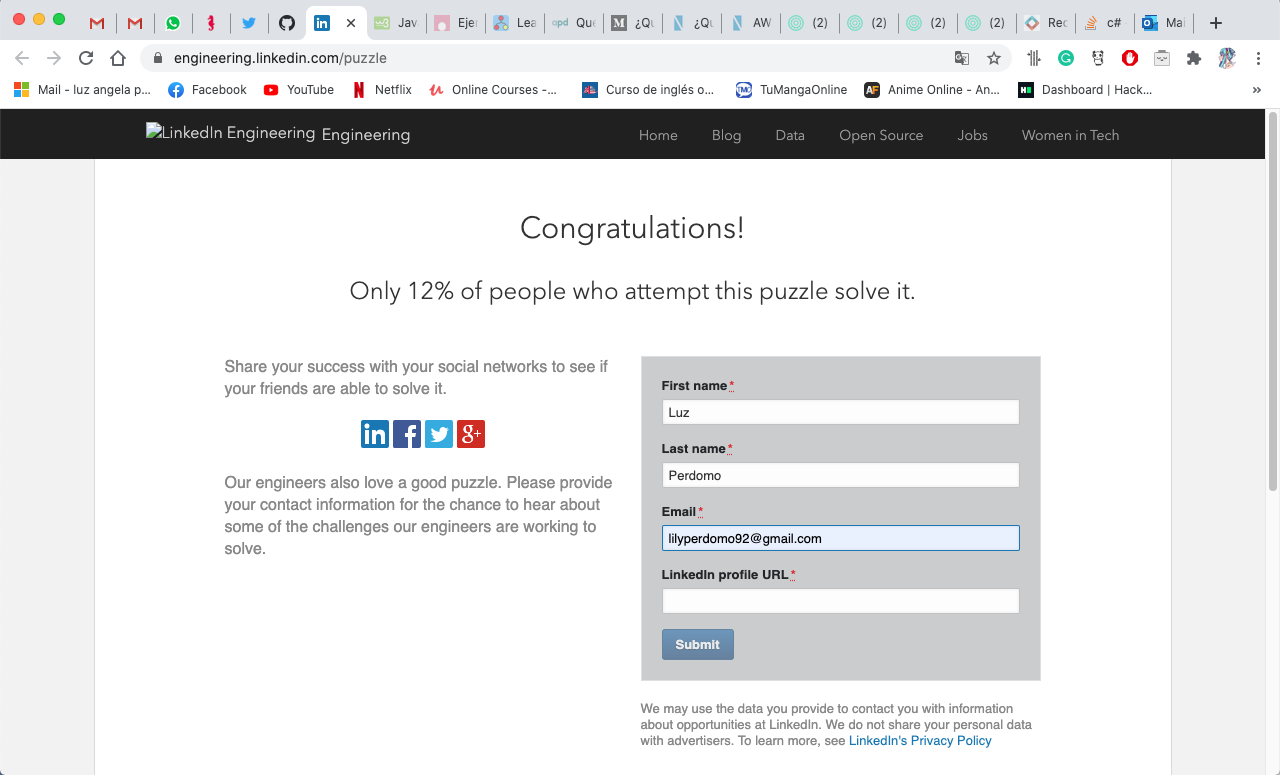 Jav
Ejer
Lea
apd Que
¿Qu
¿Qu
AW
(2)
(2)
(2)
(2)
Rec
c#
Mai
engineering.linkedin.com/puzzle
Mail - luz angela p... Facebook YouTube Netflix Online Courses -... Curso de inglés o... TuMangaOnline Anime Online - An... Dashboard | Hack... »
LinkedIn Engineering Engineering Home Blog Data Open Source Jobs Women in Tech
Congratulations!
Only 12% of people who attempt this puzzle solve it.
Share your success with your social networks to see if
your friends are able to solve it.
Our engineers also love a good puzzle. Please provide
your contact information for the chance to hear about
some of the challenges our engineers are working to
solve.
First name*
Luz
Last name*
Perdomo
Email*
lilyperdomo92@gmail.com
LinkedIn profile URL*
Submit
We may use the data you provide to contact you with information
about opportunities at LinkedIn. We do not share your personal data
with advertisers. To learn more, see LinkedIn's Privacy Policy